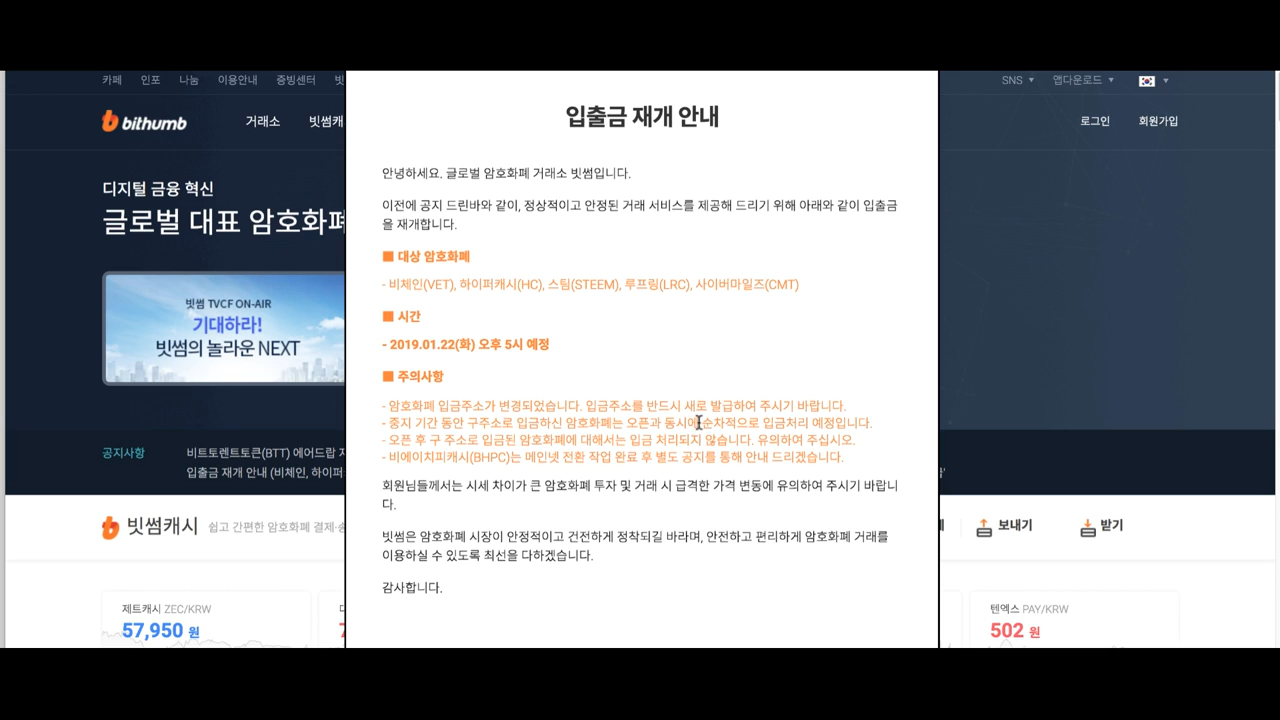 카페 인포 나눔 이용안내 증빙센터
SNS 앱다운로드
bithumb 거래소 빗썸캐
로그인 회원가입
디지털 금융 혁신
글로벌 대표 암호화폐
빗썸 TVCF ON-AIR
기대하라!
빗썸의 놀라운 NEXT
공지사항 비트토렌트토큰(BTT) 에어드랍 지
입출금 재개 안내 (비체인, 하이퍼
빗썸캐시 쉽고 간편한 암호화폐 결제·송
보내기 받기
제트캐시 ZEC/KRW
57,950 원
텐엑스 PAY/KRW
502 원
입출금 재개 안내
안녕하세요. 글로벌 암호화폐 거래소 빗썸입니다.
이전에 공지 드린바와 같이, 정상적이고 안정된 거래 서비스를 제공해 드리기 위해 아래와 같이 입출금
을 재개합니다.
■ 대상 암호화폐
- 비체인(VET), 하이퍼캐시(HC), 스팀(STEEM), 루프링(LRC), 사이버마일즈(CMT)
■ 시간
- 2019.01.22(화) 오후 5시 예정
■ 주의사항
- 암호화폐 입금주소가 변경되었습니다. 입금주소를 반드시 새로 발급하여 주시기 바랍니다.
- 중지 기간 동안 구주소로 입금하신 암호화폐는 오픈과 동시에 순차적으로 입금처리 예정입니다.
- 오픈 후 구 주소로 입금된 암호화폐에 대해서는 입금 처리되지 않습니다. 유의하여 주십시오.
- 비에이치피캐시(BHPC)는 메인넷 전환 작업 완료 후 별도 공지를 통해 안내 드리겠습니다.
회원님들께서는 시세 차이가 큰 암호화폐 투자 및 거래 시 급격한 가격 변동에 유의하여 주시기 바랍니
다.
빗썸은 암호화폐 시장이 안정적이고 건전하게 정착되길 바라며, 안전하고 편리하게 암호화폐 거래를
이용하실 수 있도록 최선을 다하겠습니다.
감사합니다.